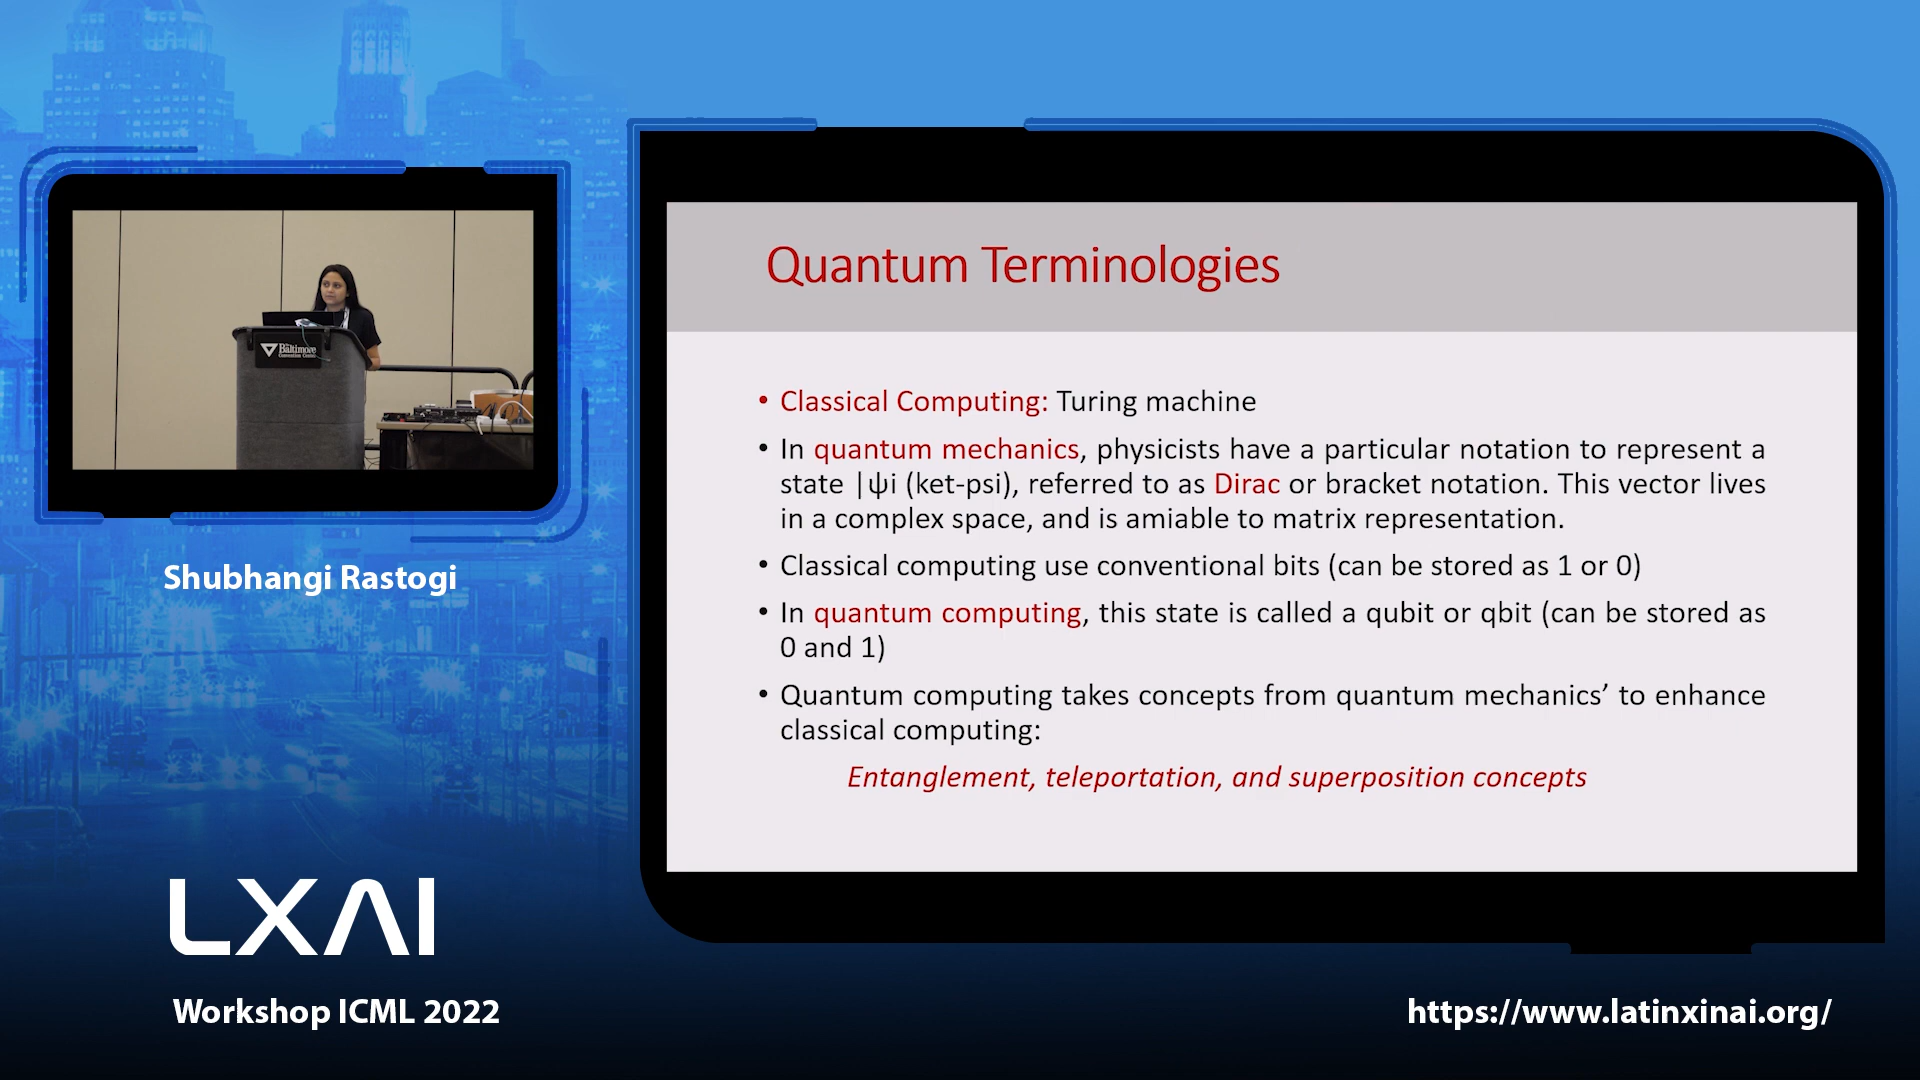 The Baltimore
Convention Center
Shubhangi Rastogi
LXAI
Workshop ICML 2022
Quantum Terminologies
• Classical Computing: Turing machine
• In quantum mechanics, physicists have a particular notation to represent a
state |ψi (ket-psi), referred to as Dirac or bracket notation. This vector lives
in a complex space, and is amiable to matrix representation.
• Classical computing use conventional bits (can be stored as 1 or 0)
• In quantum computing, this state is called a qubit or qbit (can be stored as
0 and 1)
• Quantum computing takes concepts from quantum mechanics’ to enhance
classical computing:
Entanglement, teleportation, and superposition concepts
https://www.latinxinai.org/